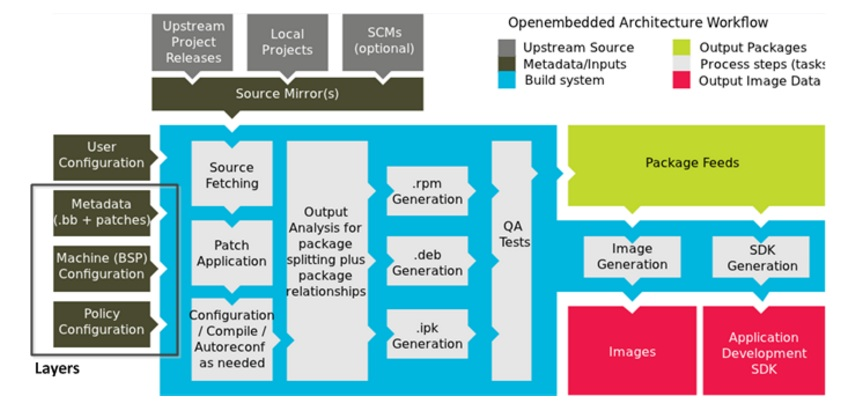 Openembedded Architecture Workflow
Upstream Source
Metadata/Inputs
Build system
Output Packages
Process steps (tasks
Output Image Data
Upstream
Project
Releases
Local
Projects
SCMs
(optional)
Source Mirror(s)
User
Configuration
Metadata
(.bb + patches)
Machine (BSP)
Configuration
Policy
Configuration
Layers
Source
Fetching
Patch
Application
Configuration
/ Compile /
Autoreconf
as needed
Output
Analysis for
package
splitting plus
package
relationships
.rpm
Generation
.deb
Generation
.ipk
Generation
QA
Tests
Package Feeds
Image
Generation
SDK
Generation
Images
Application
Development
SDK